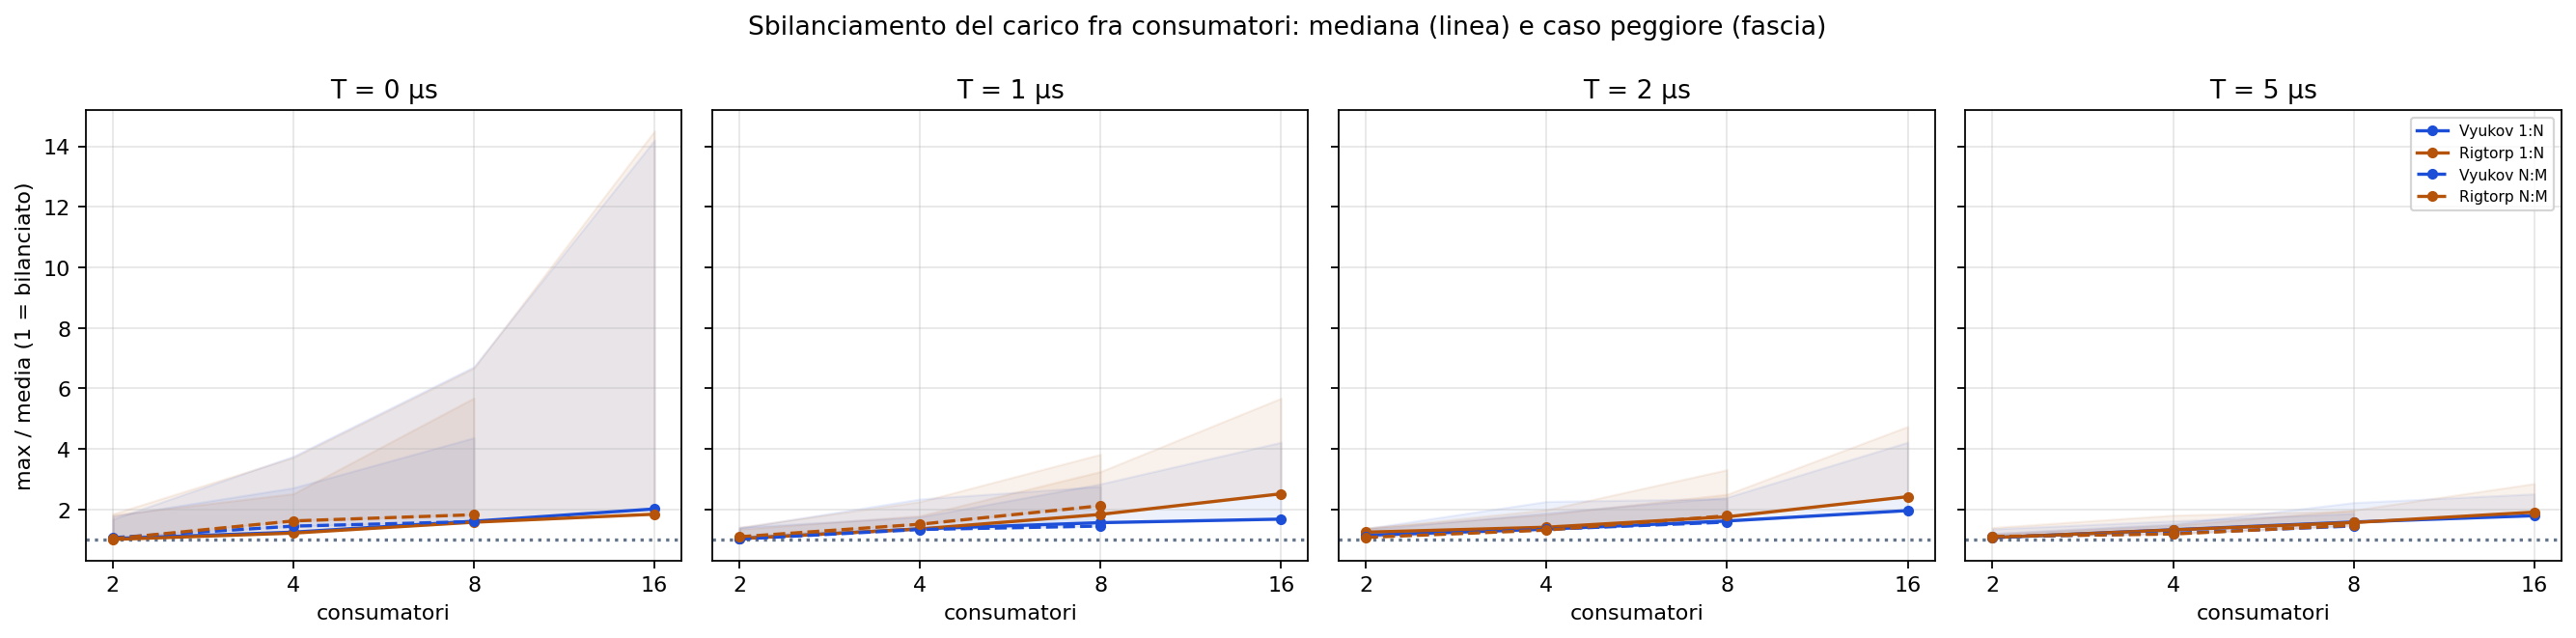 Sbilanciamento del carico fra consumatori: mediana (linea) e caso peggiore (fascia)
T = 0 µs
T = 1 µs
T = 2 µs
T = 5 µs
max / media (1 = bilanciato)
14
12
10
8
6
4
2
Vyukov 1:N
Rigtorp 1:N
Vyukov N:M
Rigtorp N:M
2 4 8 16
2 4 8 16
2 4 8 16
2 4 8 16
consumatori
consumatori
consumatori
consumatori